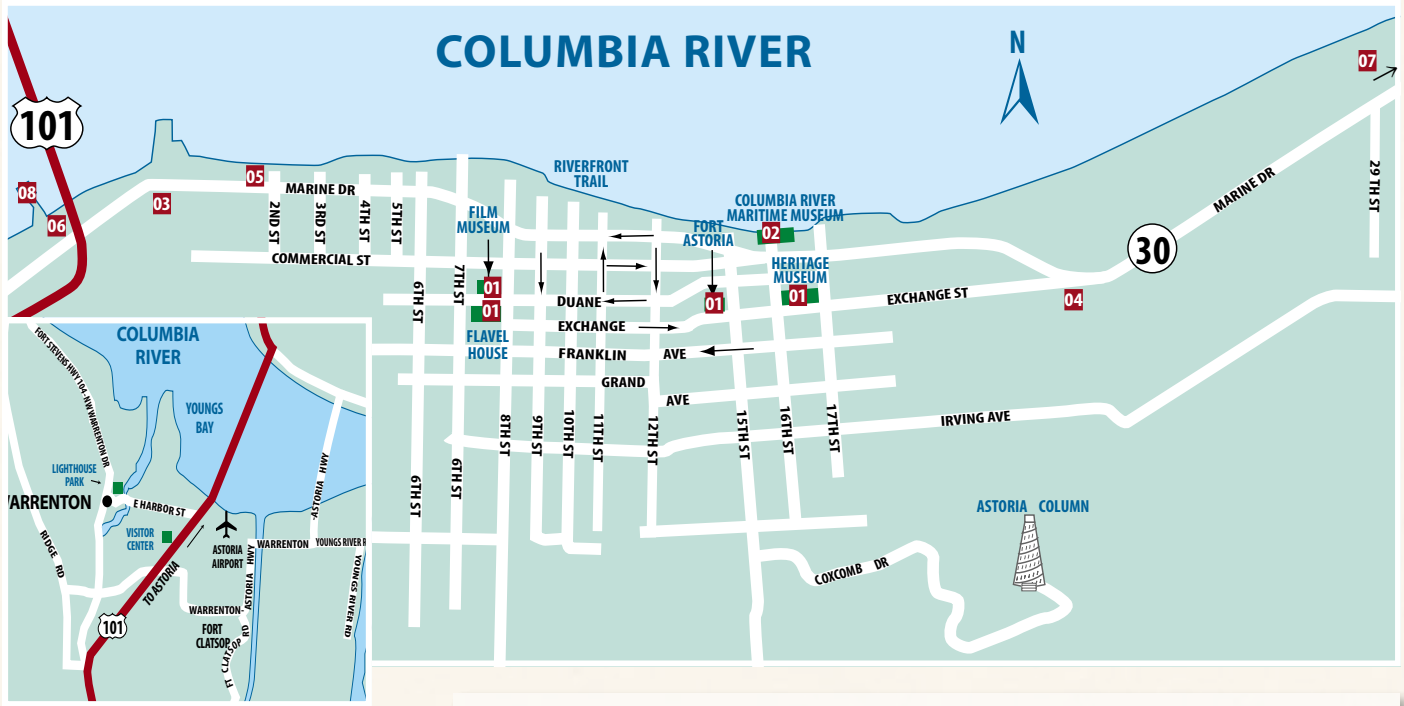 COLUMBIA RIVER
N
101
07
08
06
03
05
MARINE DR
2ND ST
3RD ST
4TH ST
5TH ST
COMMERCIAL ST
6TH ST
7TH ST
FILM
MUSEUM
01
01
FLAVEL
HOUSE
RIVERFRONT
TRAIL
FORT
ASTORIA
01
COLUMBIA RIVER
MARITIME MUSEUM
02
HERITAGE
MUSEUM
01
MARINE DR
29 TH ST
30
04
EXCHANGE ST
DUANE
EXCHANGE
FRANKLIN
AVE
GRAND
AVE
IRVING AVE
8TH ST
9TH ST
10TH ST
11TH ST
12TH ST
15TH ST
16TH ST
17TH ST
6TH ST
6TH ST
ASTORIA COLUMN
COXCOMB DR
COLUMBIA
RIVER
FORT STEVENS HWY 104-NW WARRENTON DR
YOUNGS
BAY
LIGHTHOUSE
PARK
WARRENTON
E HARBOR ST
VISITOR
CENTER
ASTORIA
AIRPORT
RIDGE RD
TO ASTORIA
101
WARRENTON-
ASTORIA HWY
WARRENTON
-ASTORIA HWY
YOUNGS RIVER R
YOUNGS RIVER RD
FORT
CLATSOP
FT CLATSOP RD